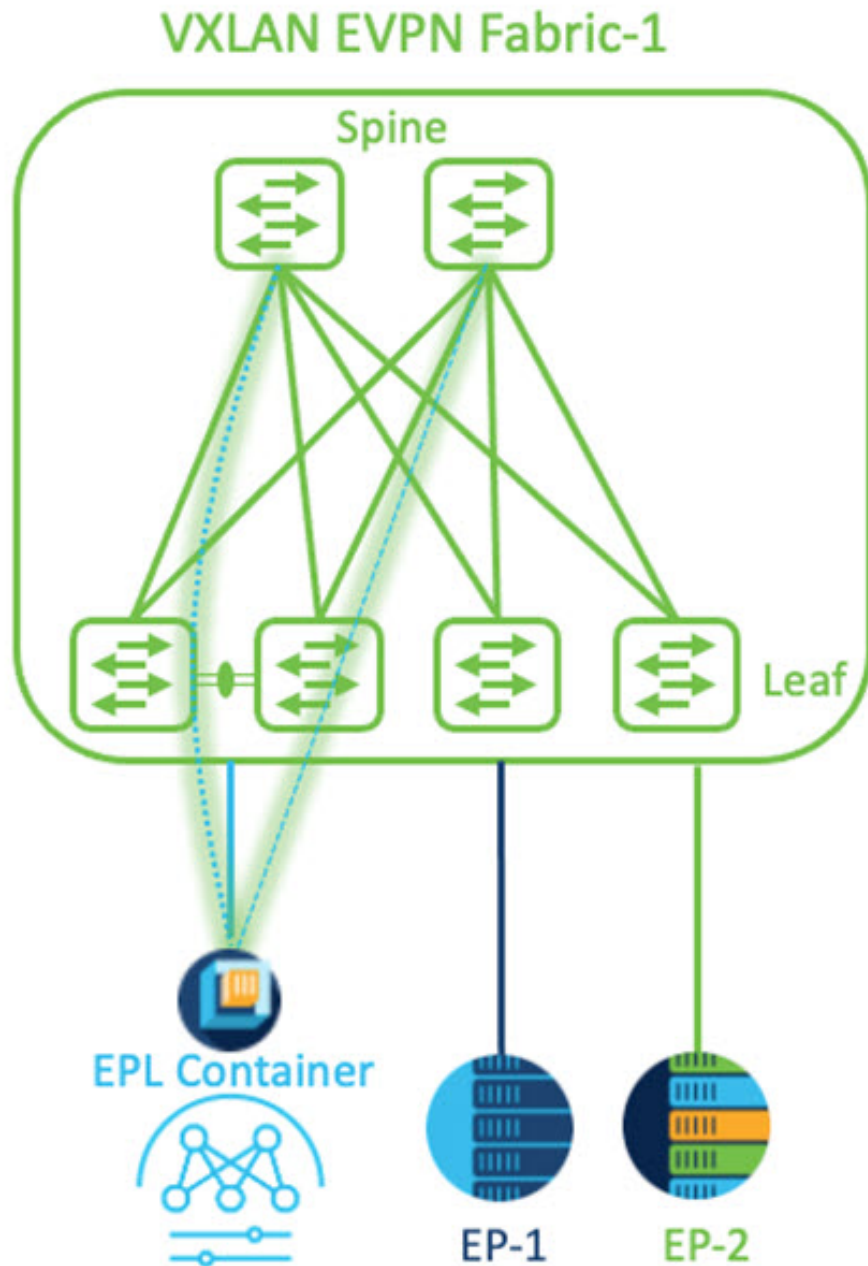 VXLAN EVPN Fabric-1
Spine
Leaf
EPL Container
EP-1
EP-2